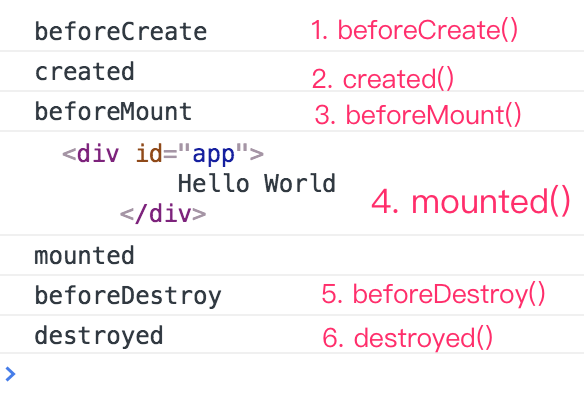 beforeCreate 1. beforeCreate()
created 2. created()
beforeMount 3. beforeMount()
<div id="app">
Hello World
</div> 4. mounted()
mounted
beforeDestroy 5. beforeDestroy()
destroyed 6. destroyed()
>